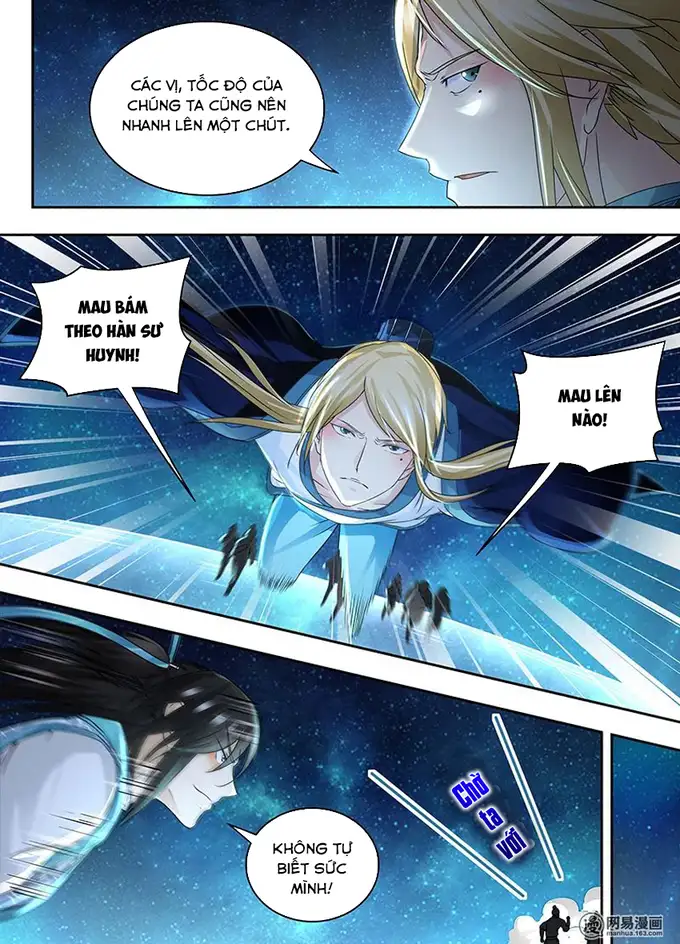 CÁC VỊ, TỐC ĐỘ CỦA
CHÚNG TA CŨNG NÊN
NHANH LÊN MỘT CHÚT.
MAU BÁM
THEO HÀN SƯ
HUYNH!
MAU LÊN
NÀO!
Chờ
ta
với
KHÔNG TỰ
BIẾT SỨC
MÌNH!
网易漫画
manhua.163.com